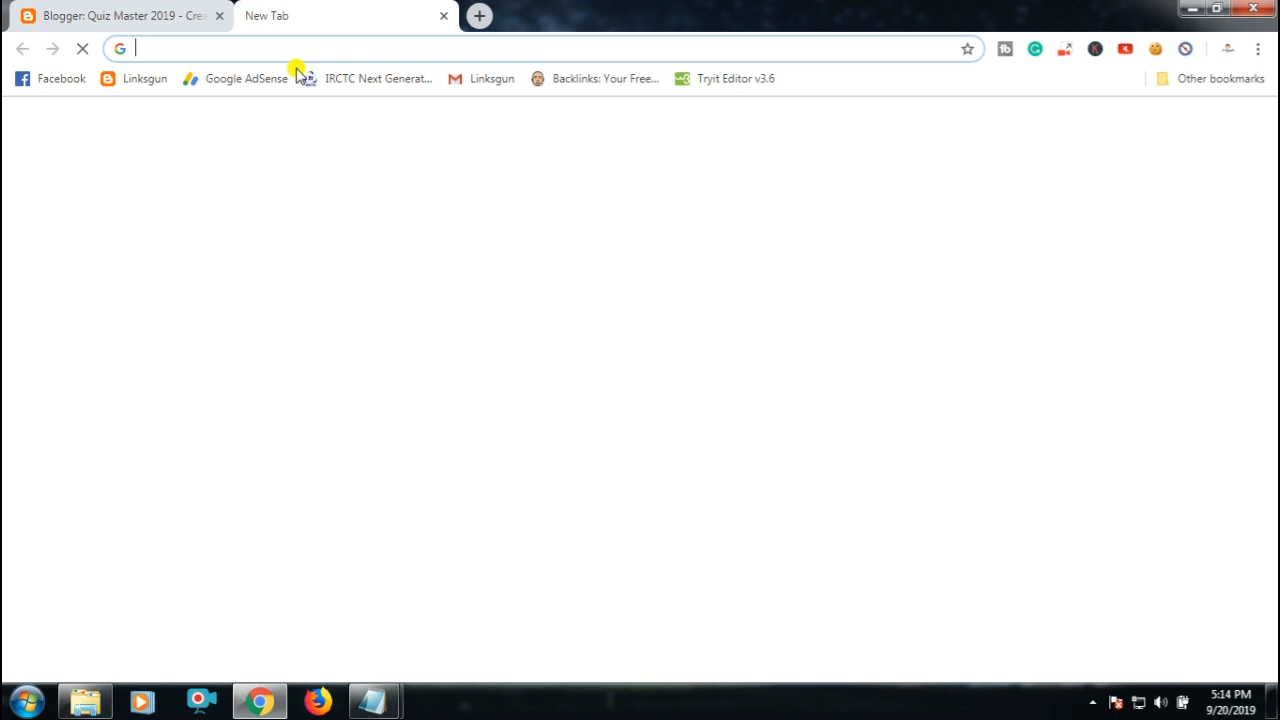 Blogger: Quiz Master 2019 - Cre
New Tab
Facebook
Linksgun
Google AdSense
IRCTC Next Generat...
Linksgun
Backlinks: Your Free...
Tryit Editor v3.6
Other bookmarks
5:14 PM
9/20/2019